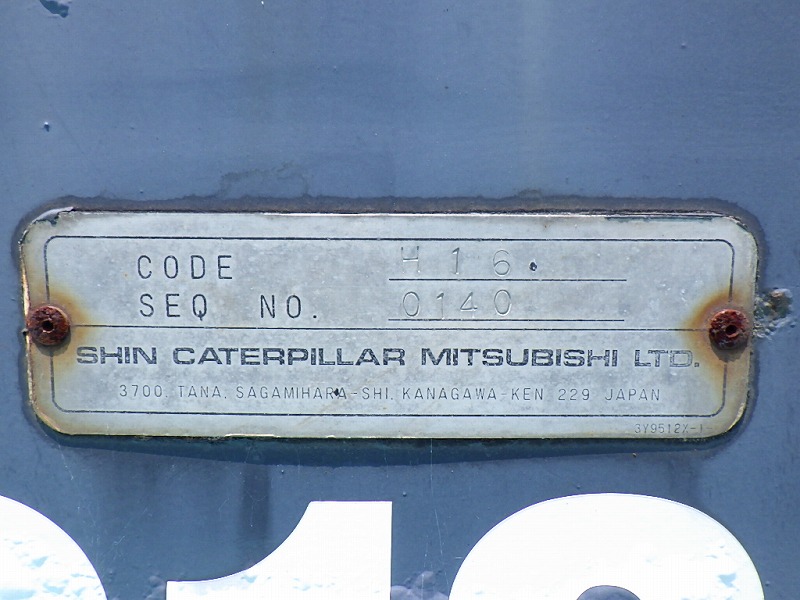 CODE H16
SEQ NO. 0140
SHIN CATERPILLAR MITSUBISHI LTD.
3700, TANA, SAGAMIHARA-SHI, KANAGAWA-KEN 229 JAPAN